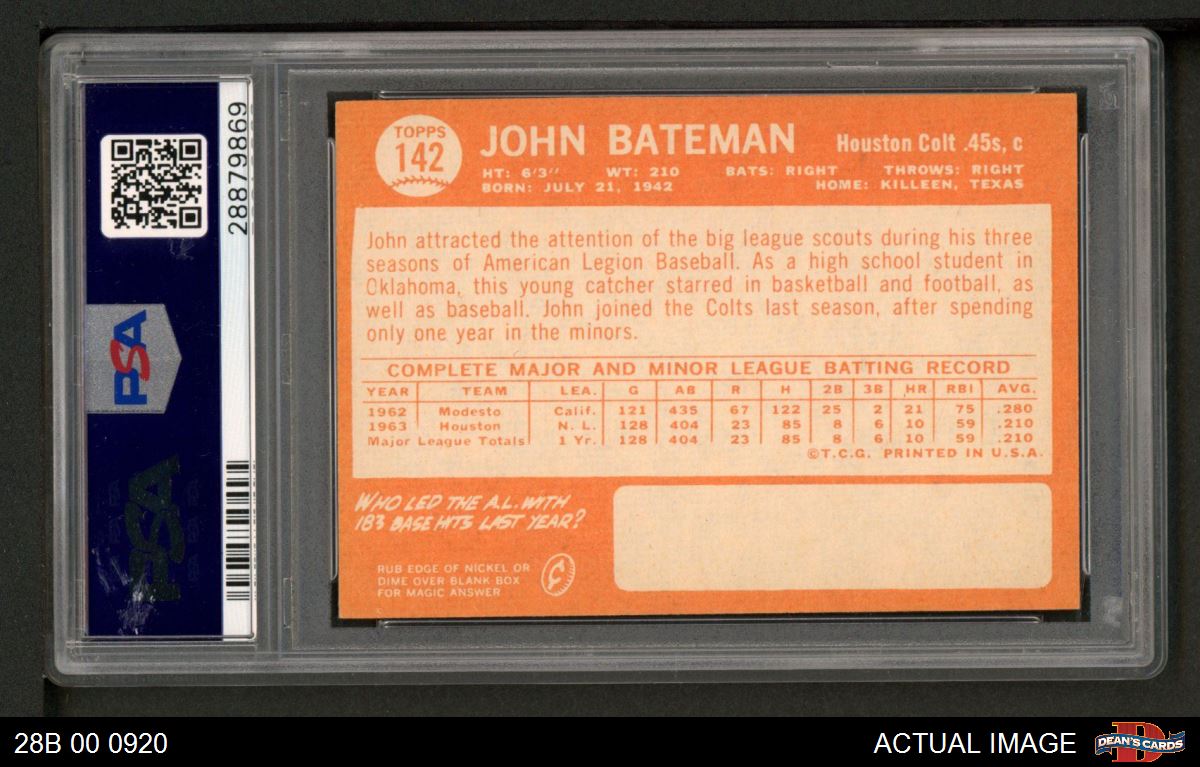 28879869
PSA
PSA
TOPPS
142
JOHN BATEMAN
Houston Colt .45s, c
HT: 6'3" WT: 210 BATS: RIGHT THROWS: RIGHT
BORN: JULY 21, 1942 HOME: KILLEEN, TEXAS
John attracted the attention of the big league scouts during his three
seasons of American Legion Baseball. As a high school student in
Oklahoma, this young catcher starred in basketball and football, as
well as baseball. John joined the Colts last season, after spending
only one year in the minors.
COMPLETE MAJOR AND MINOR LEAGUE BATTING RECORD
YEAR TEAM LEA. G AB R H 2B 3B HR RBI AVG.
1962 Modesto Calif. 121 435 67 122 25 2 21 75 .280
1963 Houston N. L. 128 404 23 85 8 6 10 59 .210
Major League Totals 1 Yr. 128 404 23 85 8 6 10 59 .210
©T.C.G. PRINTED IN U.S.A.
WHO LED THE A.L. WITH
183 BASE HITS LAST YEAR?
RUB EDGE OF NICKEL OR
DIME OVER BLANK BOX
FOR MAGIC ANSWER
28B 00 0920
ACTUAL IMAGE
D
DEAN'S CARDS